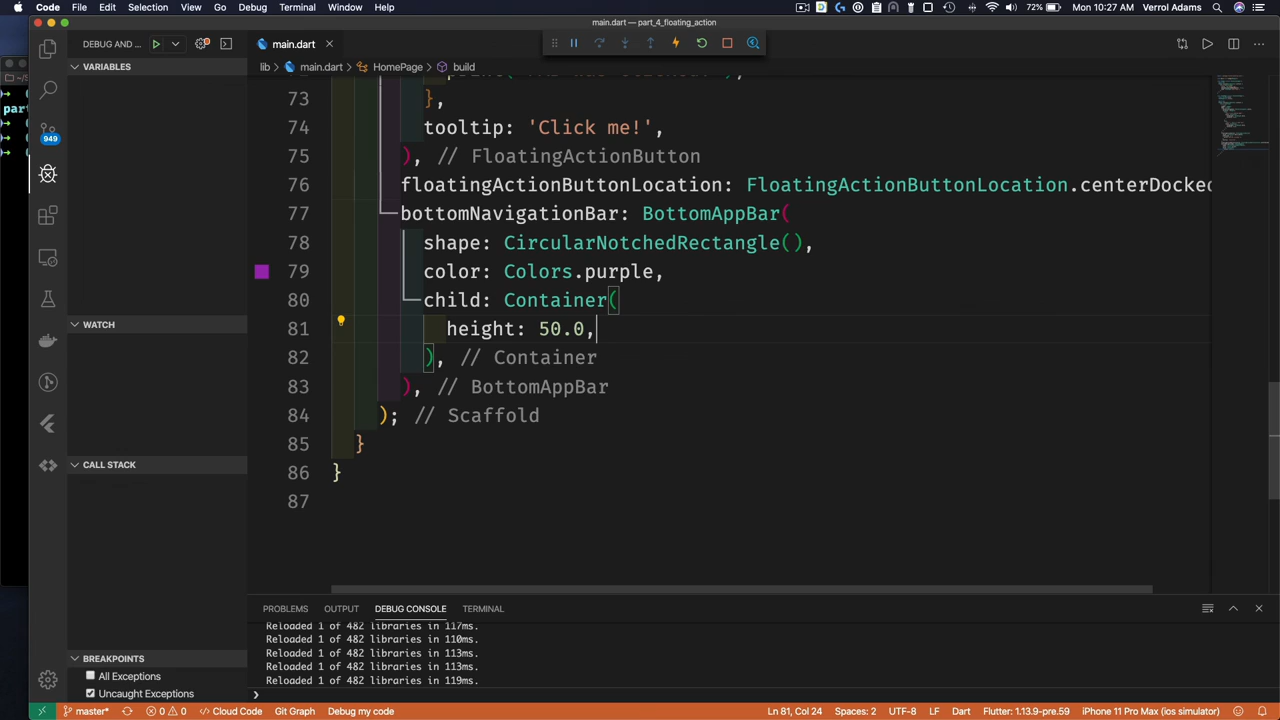 Code File Edit Selection View Go Debug Terminal Window Help 72% Mon 10:27 AM Verrol Adams
main.dart — part_4_floating_action
DEBUG AND ... main.dart
lib > main.dart > HomePage > build
VARIABLES
73 },
74 tooltip: 'Click me!',
75 ), // FloatingActionButton
76 floatingActionButtonLocation: FloatingActionButtonLocation.centerDocked
77 bottomNavigationBar: BottomAppBar(
78 shape: CircularNotchedRectangle(),
79 color: Colors.purple,
80 child: Container(
81 height: 50.0,
82 ), // Container
83 ), // BottomAppBar
84 ); // Scaffold
85 }
86 }
87
949
WATCH
CALL STACK
BREAKPOINTS
All Exceptions
Uncaught Exceptions
PROBLEMS OUTPUT DEBUG CONSOLE TERMINAL
Reloaded 1 of 482 libraries in 117ms.
Reloaded 1 of 482 libraries in 110ms.
Reloaded 1 of 482 libraries in 113ms.
Reloaded 1 of 482 libraries in 113ms.
Reloaded 1 of 482 libraries in 119ms.
master* 0 0 Cloud Code Git Graph Debug my code Ln 81, Col 24 Spaces: 2 UTF-8 LF Dart Flutter: 1.13.9-pre.59 iPhone 11 Pro Max (ios simulator)